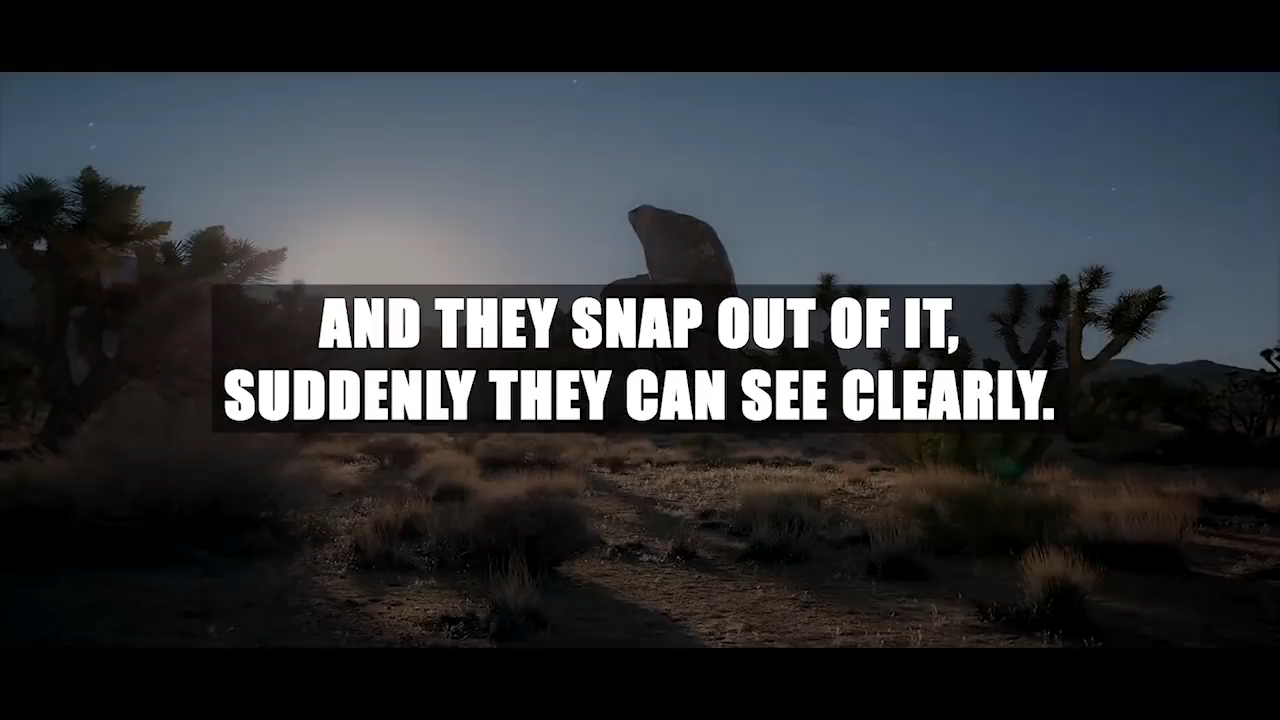 AND THEY SNAP OUT OF IT,
SUDDENLY THEY CAN SEE CLEARLY.